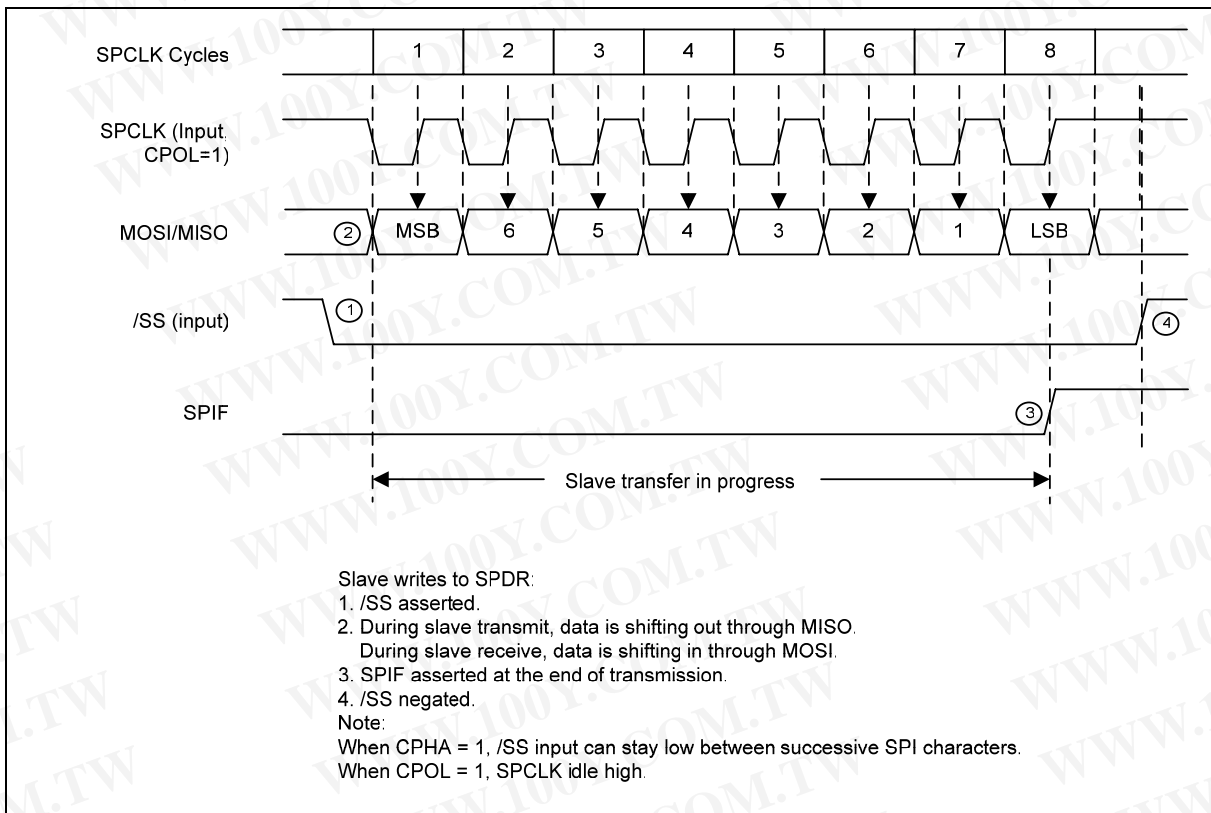 SPCLK Cycles
1 2 3 4 5 6 7 8
SPCLK (Input,
CPOL=1)
MOSI/MISO
② MSB 6 5 4 3 2 1 LSB
/SS (input)
① ④
SPIF
③
Slave transfer in progress
Slave writes to SPDR:
1. /SS asserted.
2. During slave transmit, data is shifting out through MISO.
During slave receive, data is shifting in through MOSI.
3. SPIF asserted at the end of transmission.
4. /SS negated.
Note:
When CPHA = 1, /SS input can stay low between successive SPI characters.
When CPOL = 1, SPCLK idle high.
WWW.100Y.COM.TW